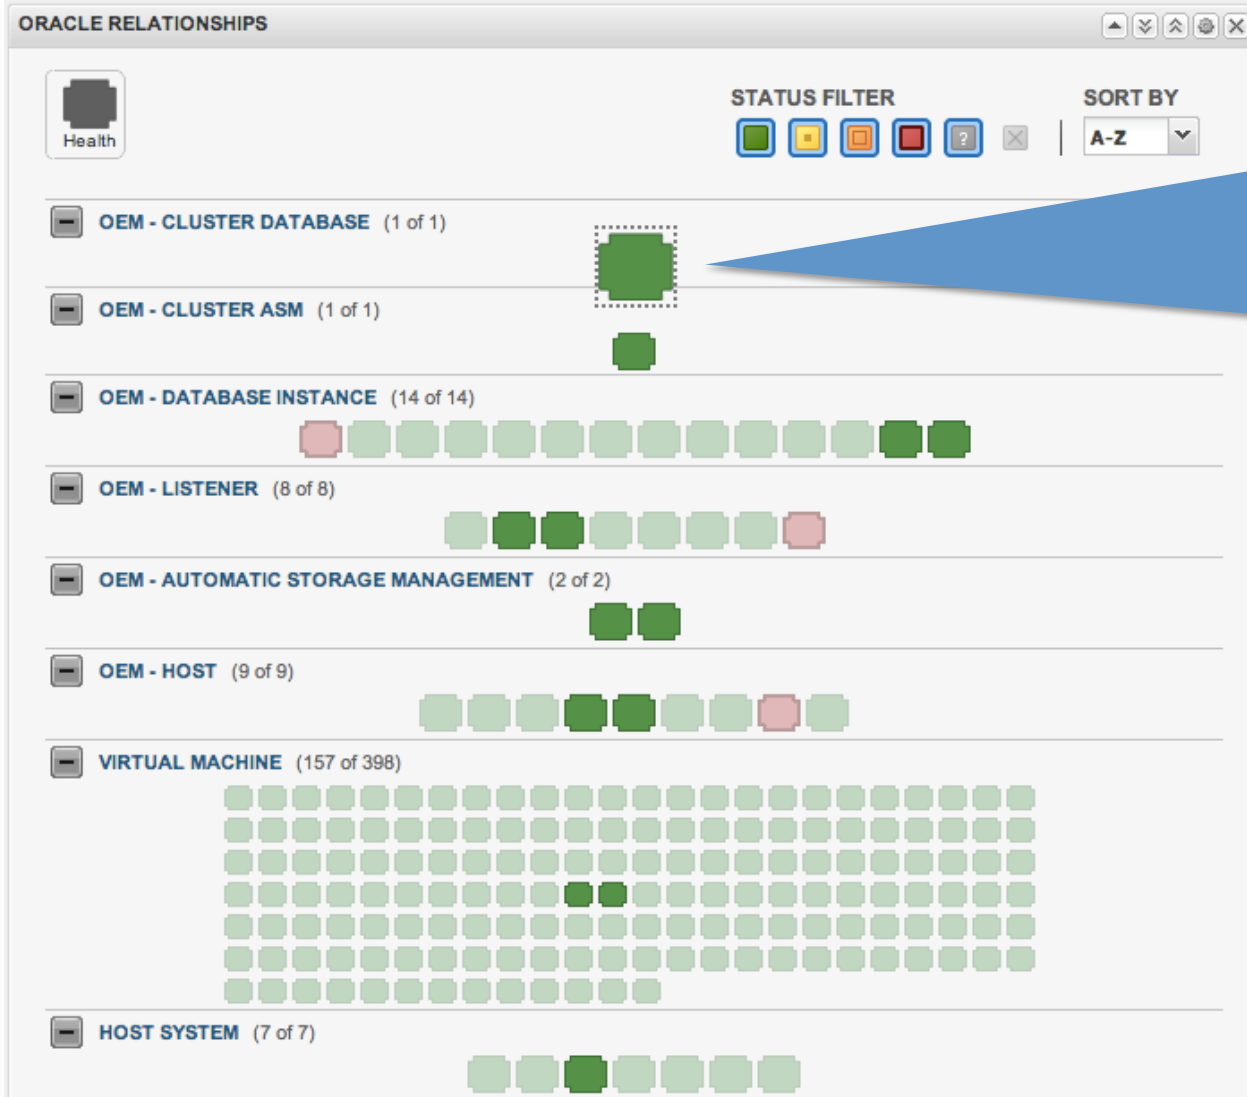 ORACLE RELATIONSHIPS
Health
STATUS FILTER
SORT BY
?
A-Z
OEM - CLUSTER DATABASE (1 of 1)
OEM - CLUSTER ASM (1 of 1)
OEM - DATABASE INSTANCE (14 of 14)
OEM - LISTENER (8 of 8)
OEM - AUTOMATIC STORAGE MANAGEMENT (2 of 2)
OEM - HOST (9 of 9)
VIRTUAL MACHINE (157 of 398)
HOST SYSTEM (7 of 7)